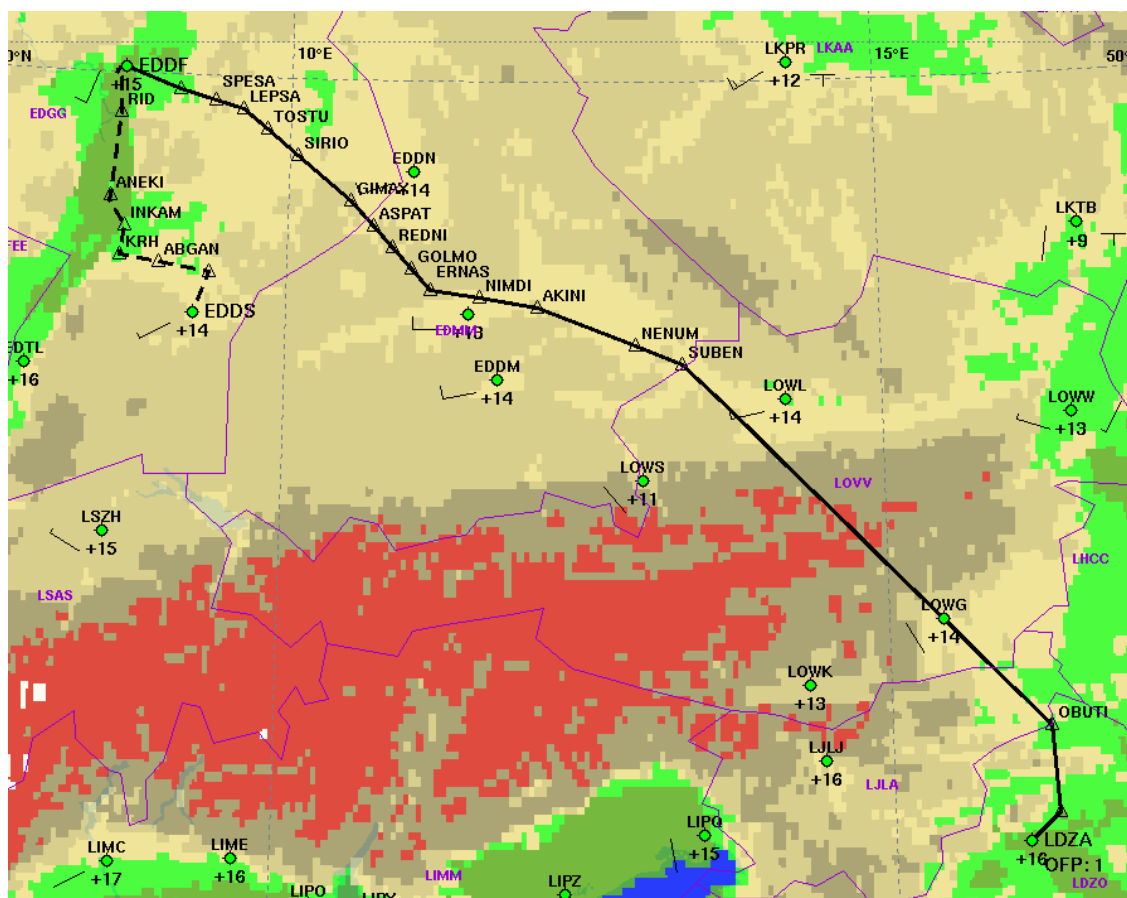 0°N
10°E
15°E
50°
LKPR
LKAA
+12
EDDF
+15
SPESA
LEPSA
RID
EDGG
TOSTU
SIRIO
EDDN
+14
GIMAX
ANEKI
ASPAT
INKAM
REDNI
LKTB
+9
FEE
KRH
ABGAN
GOLMO
ERNAS
NIMDI
AKINI
EDDS
+14
EDMM
NENUM
SUBEN
EDTL
+16
EDDM
+14
LOWL
+14
LOWW
+13
LOWS
+11
LOVV
LSZH
+15
LHCC
LSAS
LOWG
+14
LOWK
+13
OBUTI
LJLJ
+16
LJLA
LIPQ
+15
LDZA
+16
OFP: 1
LIMC
+17
LIME
+16
LIMM
LIPO
LIPZ
LDZO